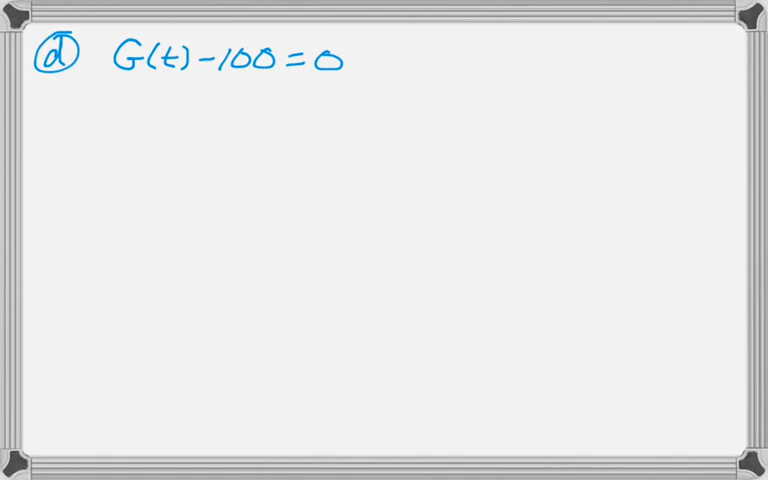 ⓓ G(t) - 100 = 0